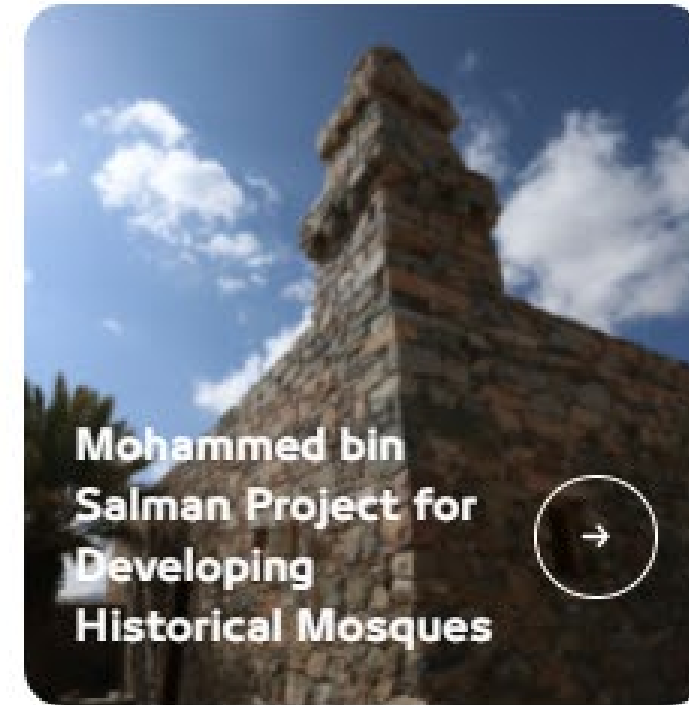 Mohammed bin
Salman Project for
Developing
Historical Mosques